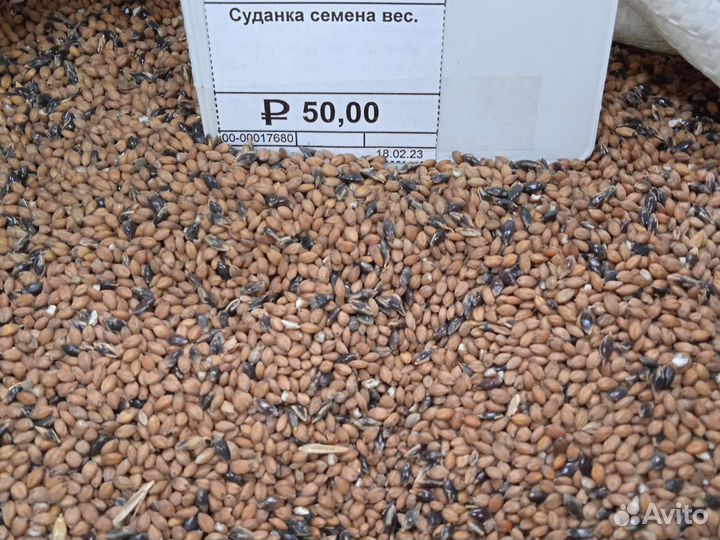 Суданка семена вес.
₽ 50,00
00-00017680
18.02.23
Avito